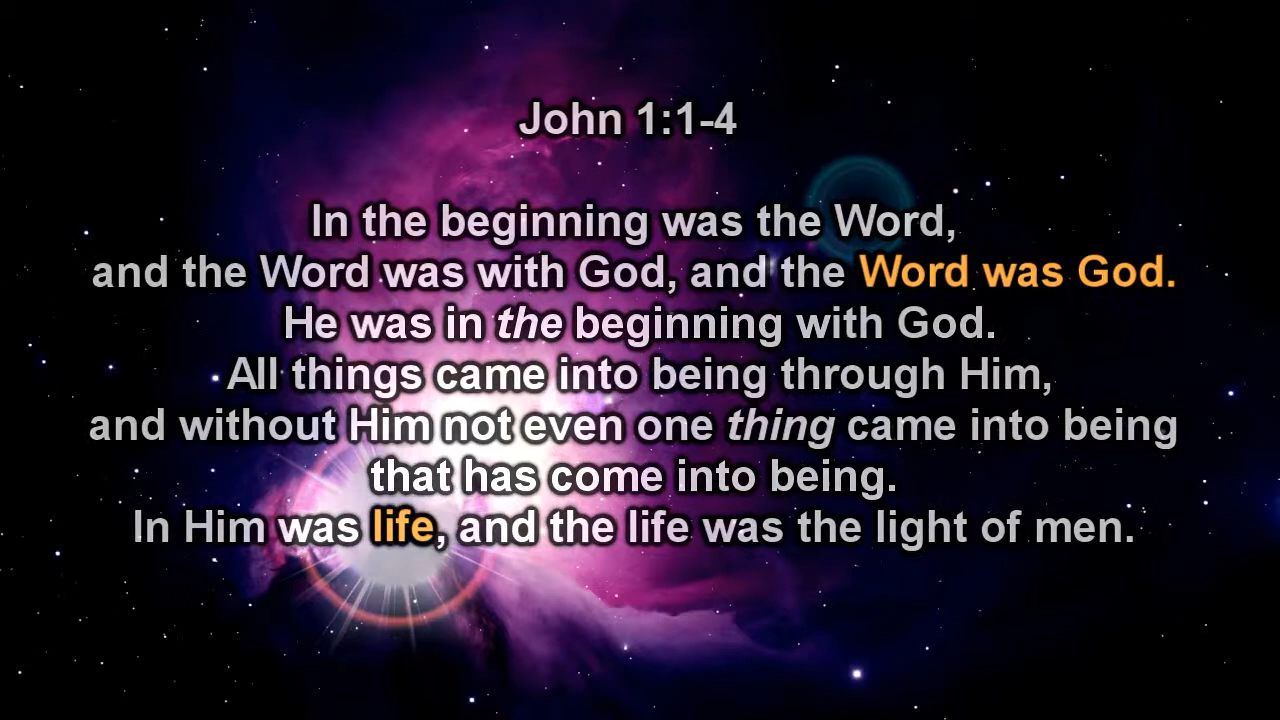 John 1:1-4
In the beginning was the Word,
and the Word was with God, and the Word was God.
He was in the beginning with God.
All things came into being through Him,
and without Him not even one thing came into being
that has come into being.
In Him was life, and the life was the light of men.